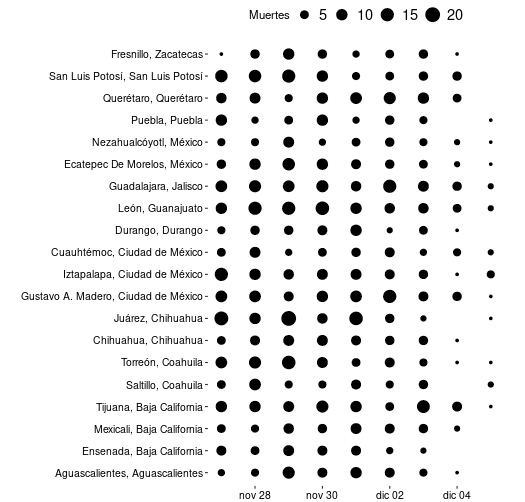 Muertes 5 10 15 20
Fresnillo, Zacatecas
San Luis Potosí, San Luis Potosí
Querétaro, Querétaro
Puebla, Puebla
Nezahualcóyotl, México
Ecatepec De Morelos, México
Guadalajara, Jalisco
León, Guanajuato
Durango, Durango
Cuauhtémoc, Ciudad de México
Iztapalapa, Ciudad de México
Gustavo A. Madero, Ciudad de México
Juárez, Chihuahua
Chihuahua, Chihuahua
Torreón, Coahuila
Saltillo, Coahuila
Tijuana, Baja California
Mexicali, Baja California
Ensenada, Baja California
Aguascalientes, Aguascalientes
nov 28 nov 30 dic 02 dic 04